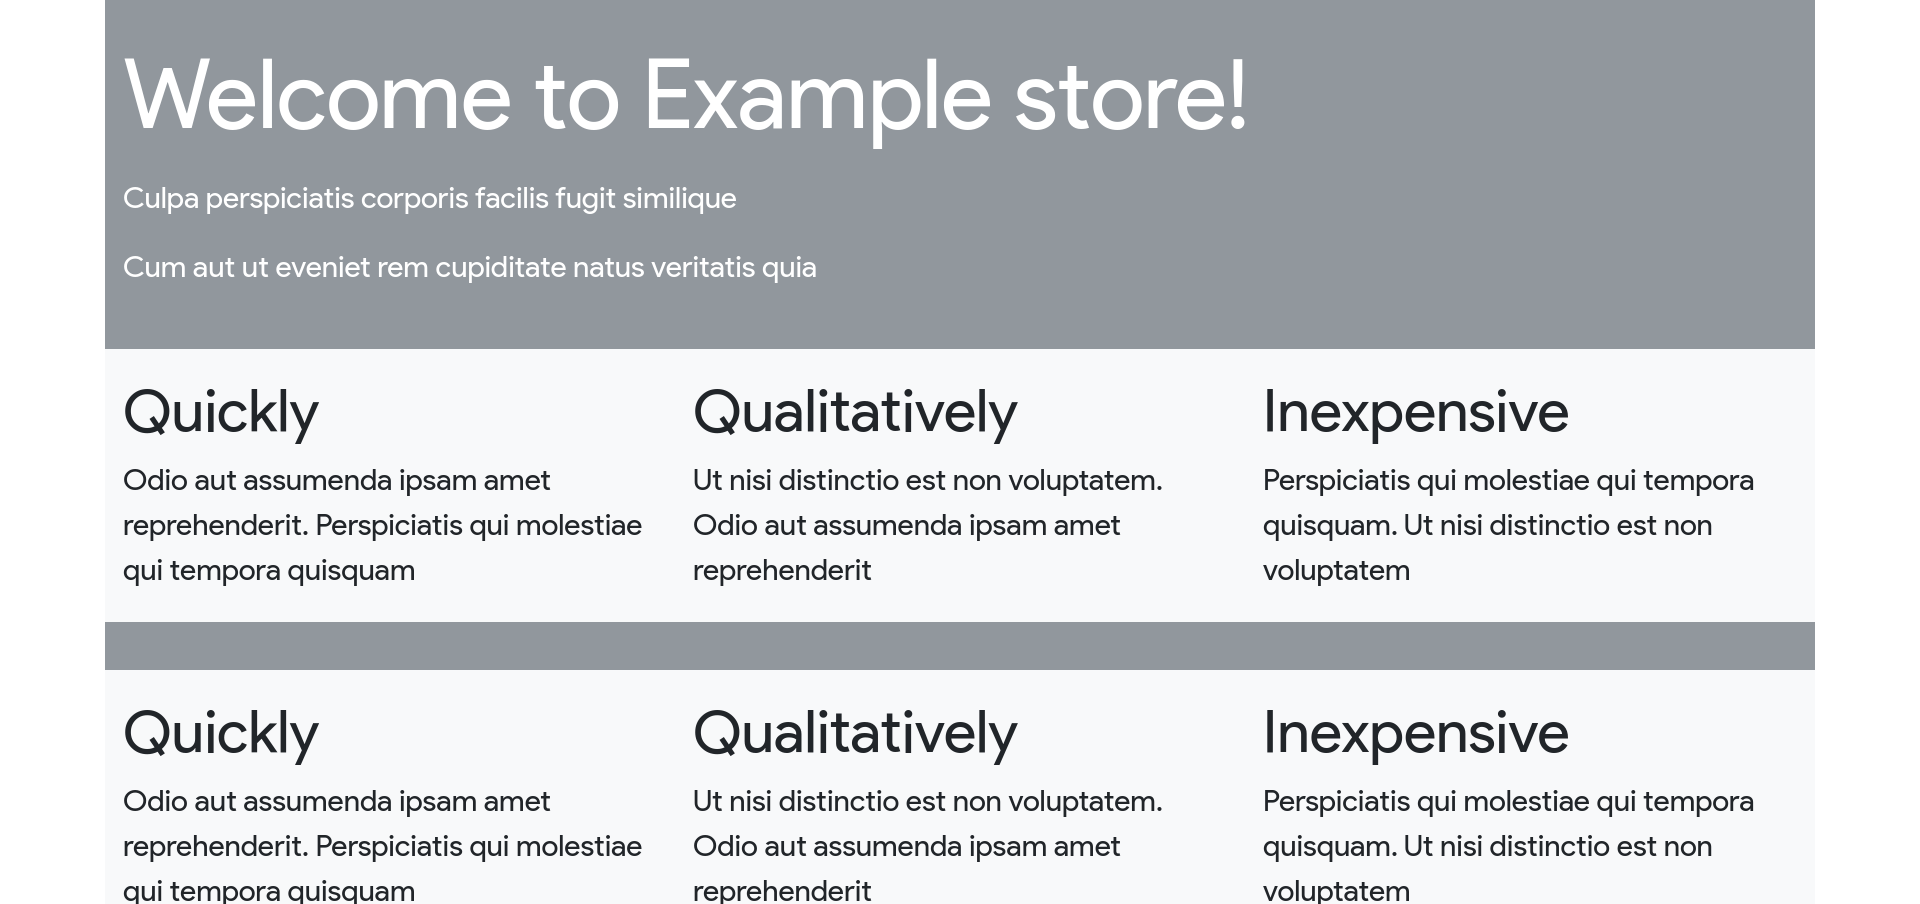 Welcome to Example store!
Culpa perspiciatis corporis facilis fugit similique
Cum aut ut eveniet rem cupiditate natus veritatis quia
Quickly
Odio aut assumenda ipsam amet
reprehenderit. Perspiciatis qui molestiae
qui tempora quisquam
Qualitatively
Ut nisi distinctio est non voluptatem.
Odio aut assumenda ipsam amet
reprehenderit
Inexpensive
Perspiciatis qui molestiae qui tempora
quisquam. Ut nisi distinctio est non
voluptatem
Quickly
Odio aut assumenda ipsam amet
reprehenderit. Perspiciatis qui molestiae
qui tempora quisquam
Qualitatively
Ut nisi distinctio est non voluptatem.
Odio aut assumenda ipsam amet
reprehenderit
Inexpensive
Perspiciatis qui molestiae qui tempora
quisquam. Ut nisi distinctio est non
voluptatem